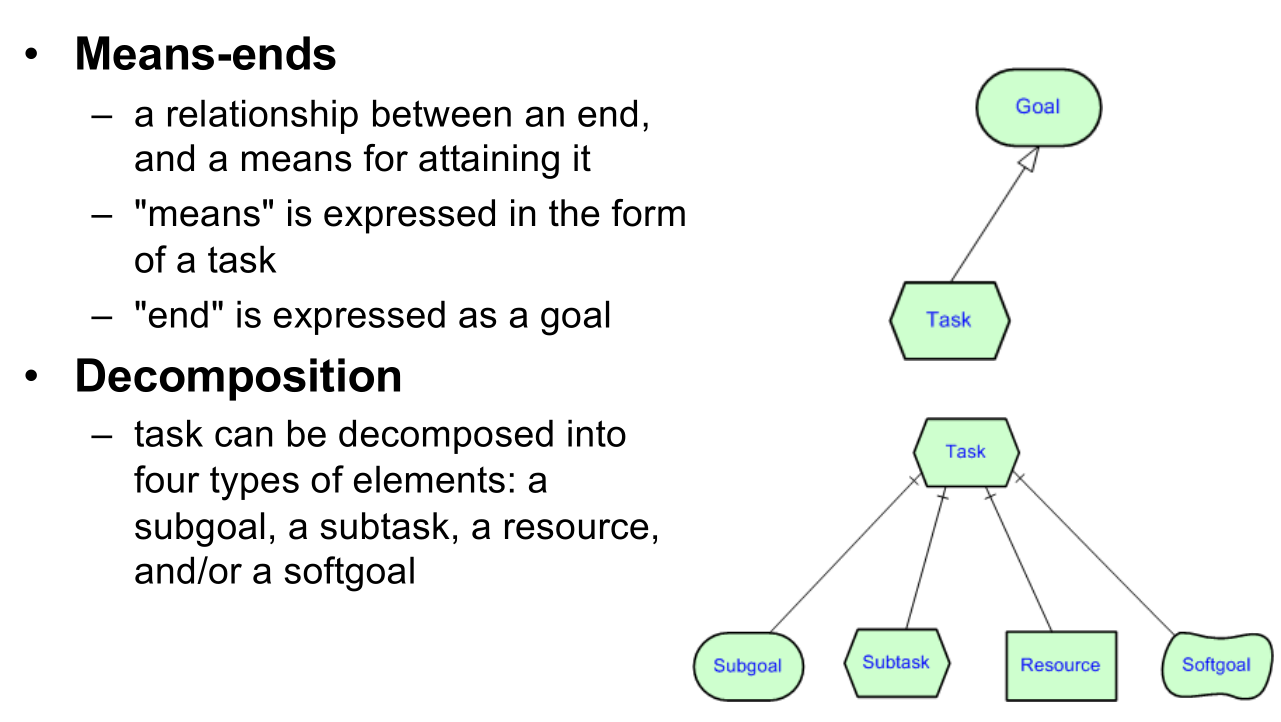 • Means-ends
– a relationship between an end,
and a means for attaining it
– "means" is expressed in the form
of a task
– "end" is expressed as a goal
• Decomposition
– task can be decomposed into
four types of elements: a
subgoal, a subtask, a resource,
and/or a softgoal
Goal
Task
Task
Subgoal
Subtask
Resource
Softgoal